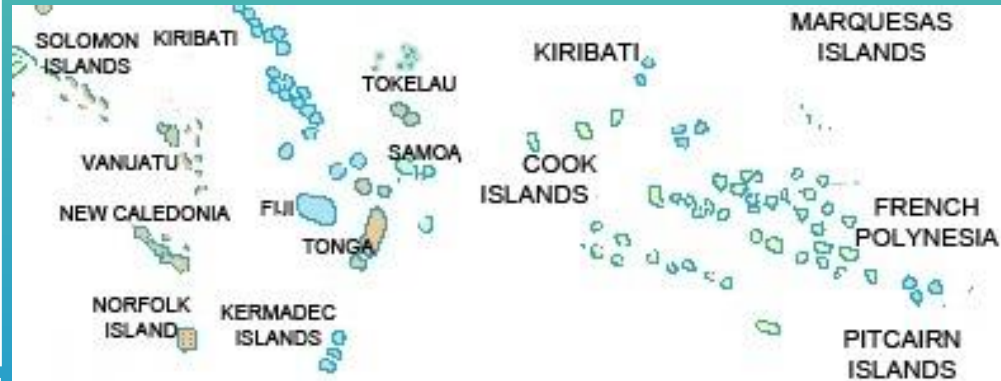 SOLOMON
ISLANDS
KIRIBATI
TOKELAU
KIRIBATI
MARQUESAS
ISLANDS
VANUATU
SAMOA
COOK
ISLANDS
NEW CALEDONIA
FIJI
TONGA
FRENCH
POLYNESIA
NORFOLK
ISLAND
KERMADEC
ISLANDS
PITCAIRN
ISLANDS